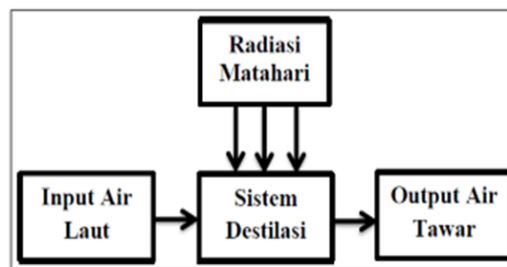 Radiasi
Matahari
Input Air
Laut
Sistem
Destilasi
Output Air
Tawar